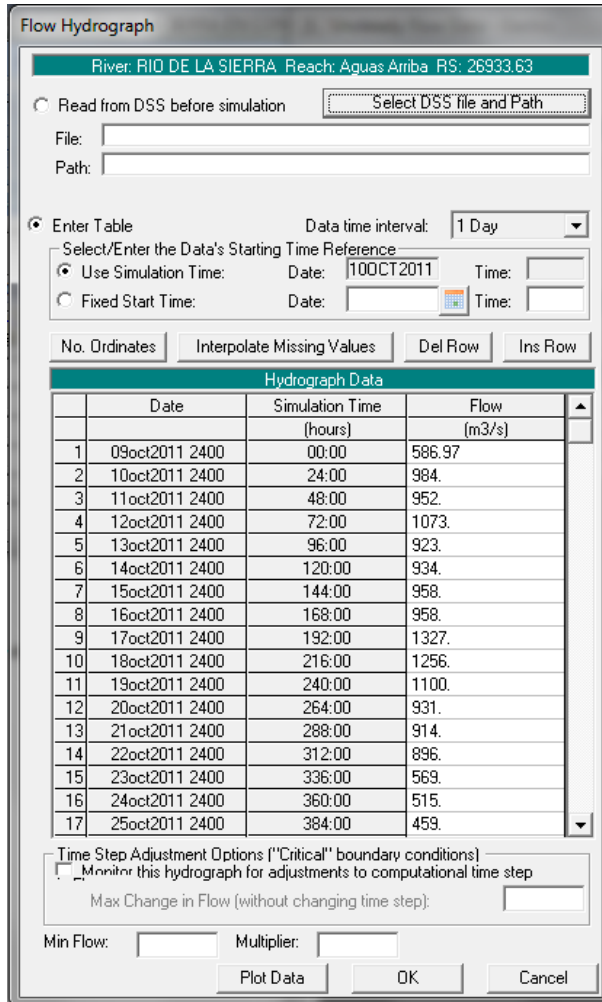 Flow Hydrograph
River: RIO DE LA SIERRA Reach: Aguas Arriba RS: 26933.63
Read from DSS before simulation Select DSS file and Path
File:
Path:
Enter Table Data time interval: 1 Day
Select/Enter the Data's Starting Time Reference
Use Simulation Time: Date: 10OCT2011 Time:
Fixed Start Time: Date: Time:
No. Ordinates Interpolate Missing Values Del Row Ins Row
Hydrograph Data
Date Simulation Time Flow
(hours) (m3/s)
1 09oct2011 2400 00:00 586.97
2 10oct2011 2400 24:00 984.
3 11oct2011 2400 48:00 952.
4 12oct2011 2400 72:00 1073.
5 13oct2011 2400 96:00 923.
6 14oct2011 2400 120:00 934.
7 15oct2011 2400 144:00 958.
8 16oct2011 2400 168:00 958.
9 17oct2011 2400 192:00 1327.
10 18oct2011 2400 216:00 1256.
11 19oct2011 2400 240:00 1100.
12 20oct2011 2400 264:00 931.
13 21oct2011 2400 288:00 914.
14 22oct2011 2400 312:00 896.
15 23oct2011 2400 336:00 569.
16 24oct2011 2400 360:00 515.
17 25oct2011 2400 384:00 459.
Time Step Adjustment Options ("Critical" boundary conditions)
Monitor this hydrograph for adjustments to computational time step
Max Change in Flow (without changing time step):
Min Flow: Multiplier:
Plot Data OK Cancel